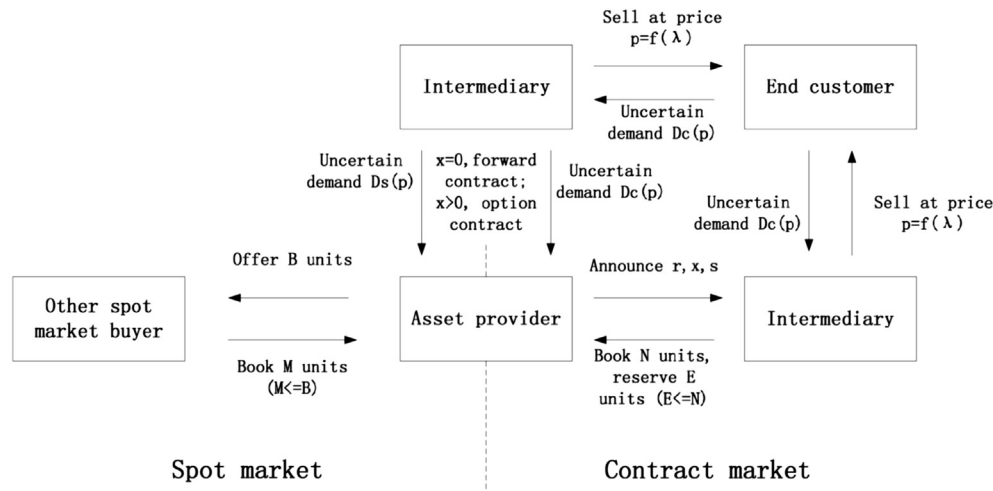 Sell at price
p=f(λ)
Intermediary
End customer
Uncertain
demand Dc(p)
Uncertain
demand Ds(p)
x=0,forward
contract;
x>0, option
contract
Uncertain
demand Dc(p)
Uncertain
demand Dc(p)
Sell at price
p=f(λ)
Offer B units
Announce r,x,s
Other spot
market buyer
Asset provider
Intermediary
Book M units
(M<=B)
Book N units,
reserve E
units (E<=N)
Spot market
Contract market